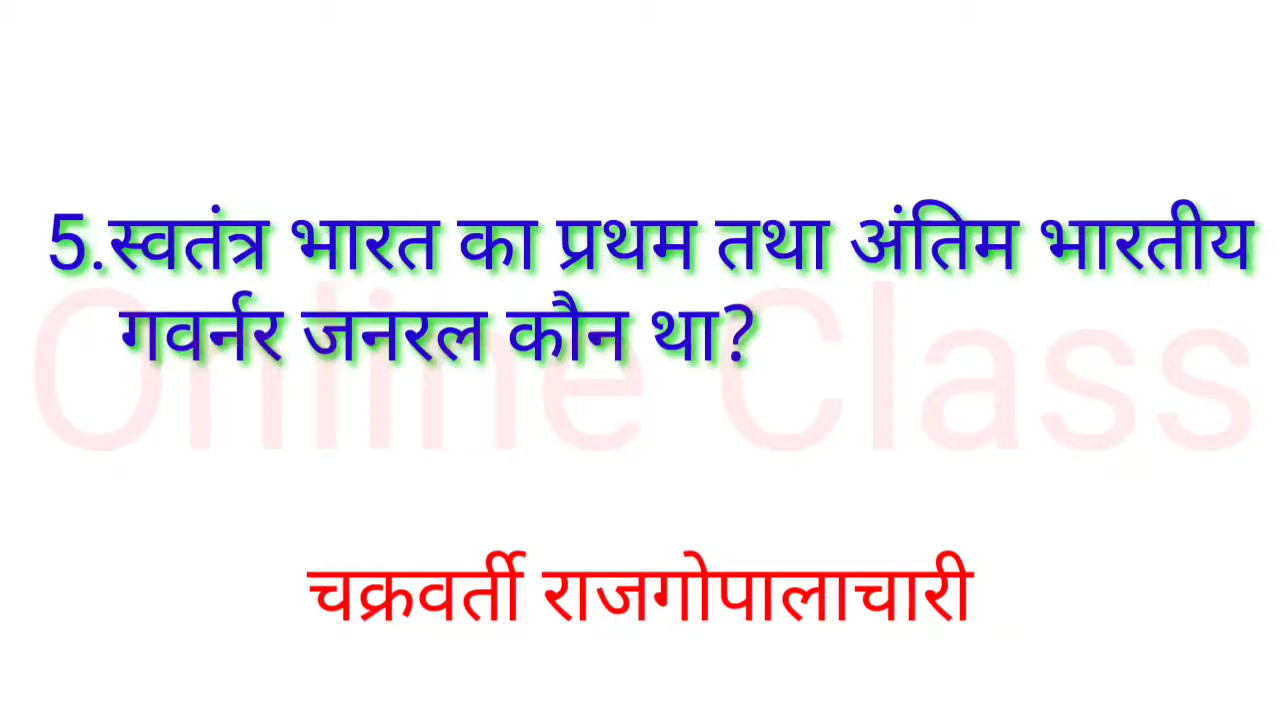 5.स्वतंत्र भारत का प्रथम तथा अंतिम भारतीय
गवर्नर जनरल कौन था?
Online Class
चक्रवर्ती राजगोपालाचारी